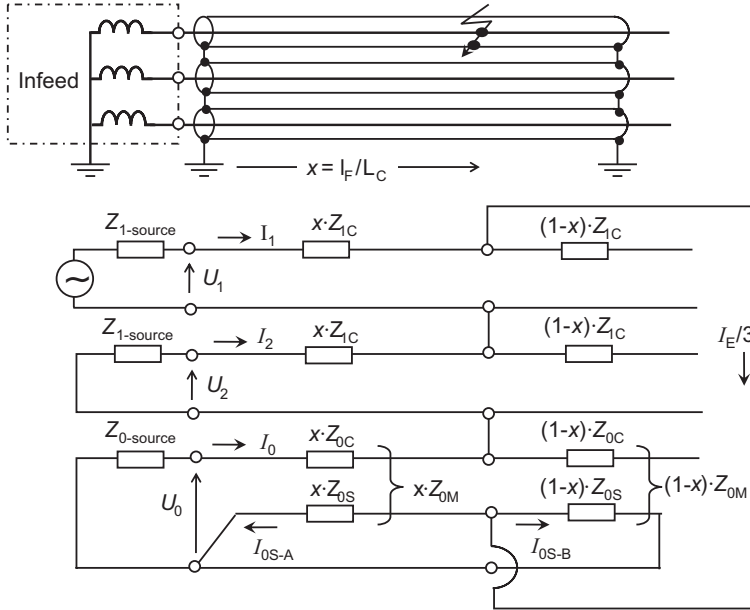 Infeed
x = l_F/L_C
Z_1-source
I_1
x·Z_1C
(1-x)·Z_1C
~
U_1
Z_1-source
I_2
x·Z_1C
(1-x)·Z_1C
I_E/3
U_2
Z_0-source
I_0
x·Z_0C
(1-x)·Z_0C
U_0
x·Z_0S
x·Z_0M
(1-x)·Z_0S
(1-x)·Z_0M
I_0S-A
I_0S-B